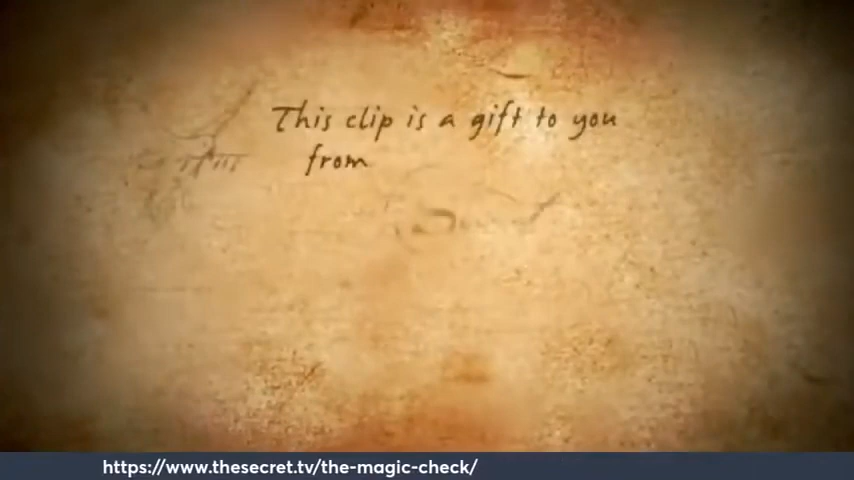 This clip is a gift to you
from
https://www.thesecret.tv/the-magic-check/